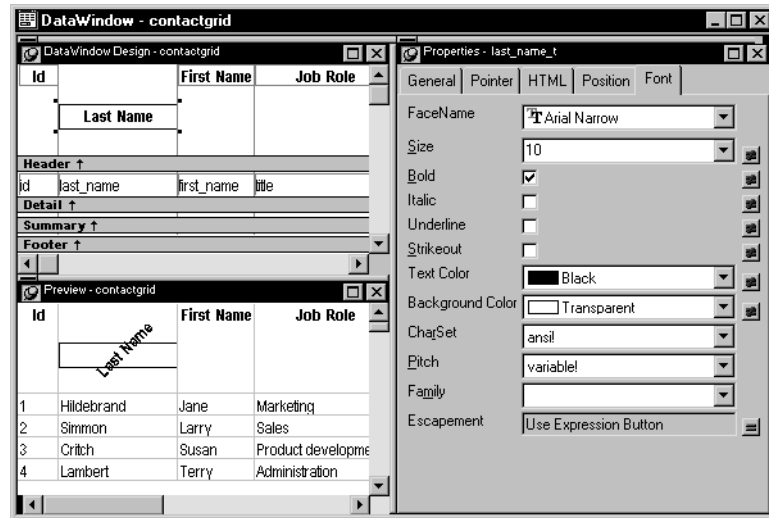 DataWindow - contactgrid
DataWindow Design - contactgrid
Id First Name Job Role
Last Name
Header ↑
id last_name first_name title
Detail ↑
Summary ↑
Footer ↑
Preview - contactgrid
Id First Name Job Role
Last Name
1 Hildebrand Jane Marketing
2 Simmon Larry Sales
3 Critch Susan Product developme
4 Lambert Terry Administration
Properties - last_name_t
General Pointer HTML Position Font
FaceName Arial Narrow
Size 10
Bold
Italic
Underline
Strikeout
Text Color Black
Background Color Transparent
CharSet ansi!
Pitch variable!
Family
Escapement Use Expression Button